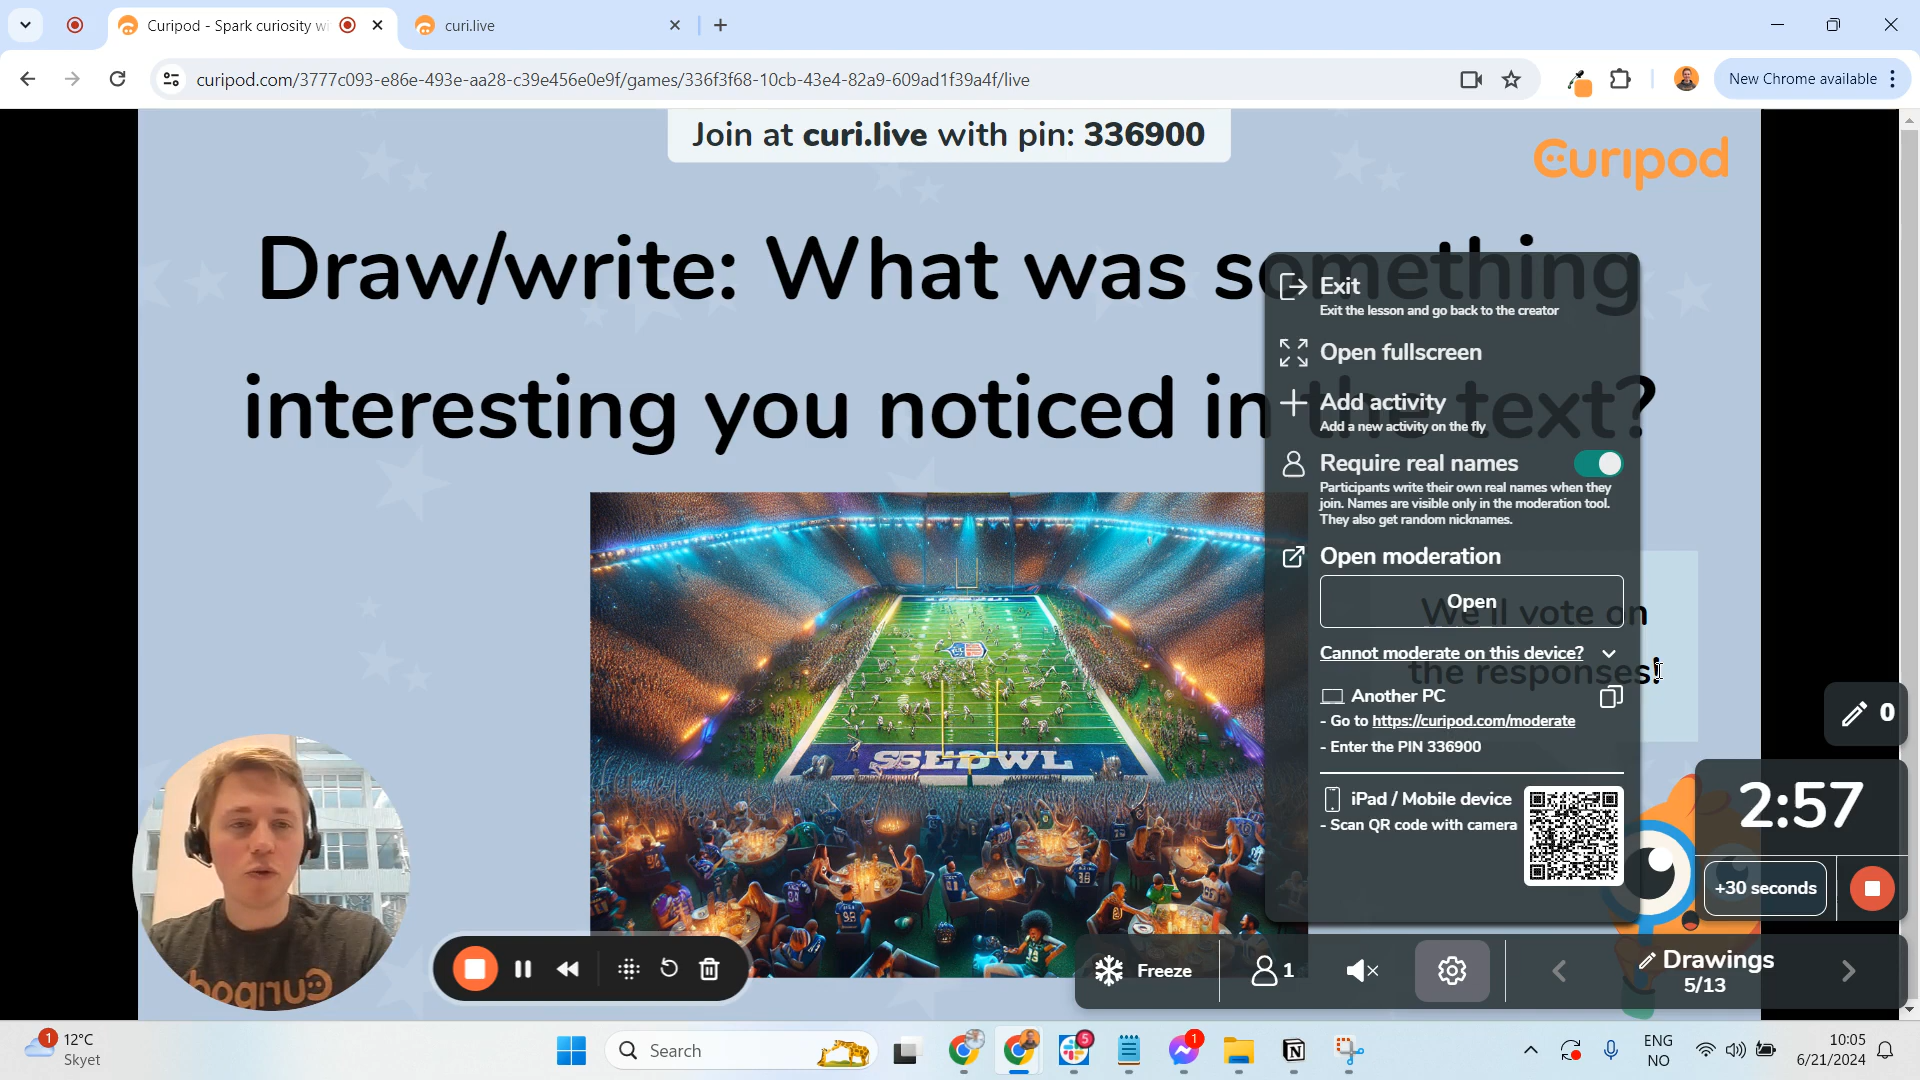 Curipod - Spark curiosity wi
curi.live
curipod.com/3777c093-e86e-493e-aa28-c39e456e0e9f/games/336f3f68-10cb-43e4-82a9-609ad1f39a4f/live
New Chrome available
Join at curi.live with pin: 336900
Curipod
Draw/write: What was something
interesting you noticed in the text?
Exit
Exit the lesson and go back to the creator
Open fullscreen
Add activity
Add a new activity on the fly
Require real names
Participants write their own real names when they
join. Names are visible only in the moderation tool.
They also get random nicknames.
Open moderation
Open
We'll vote on
the responses!
Cannot moderate on this device?
Another PC
- Go to https://curipod.com/moderate
- Enter the PIN 336900
iPad / Mobile device
- Scan QR code with camera
0
2:57
+30 seconds
SSEDWL
Curipod
Freeze
1
Drawings
5/13
1
12°C
Skyet
Search
5
1
ENG
NO
10:05
6/21/2024